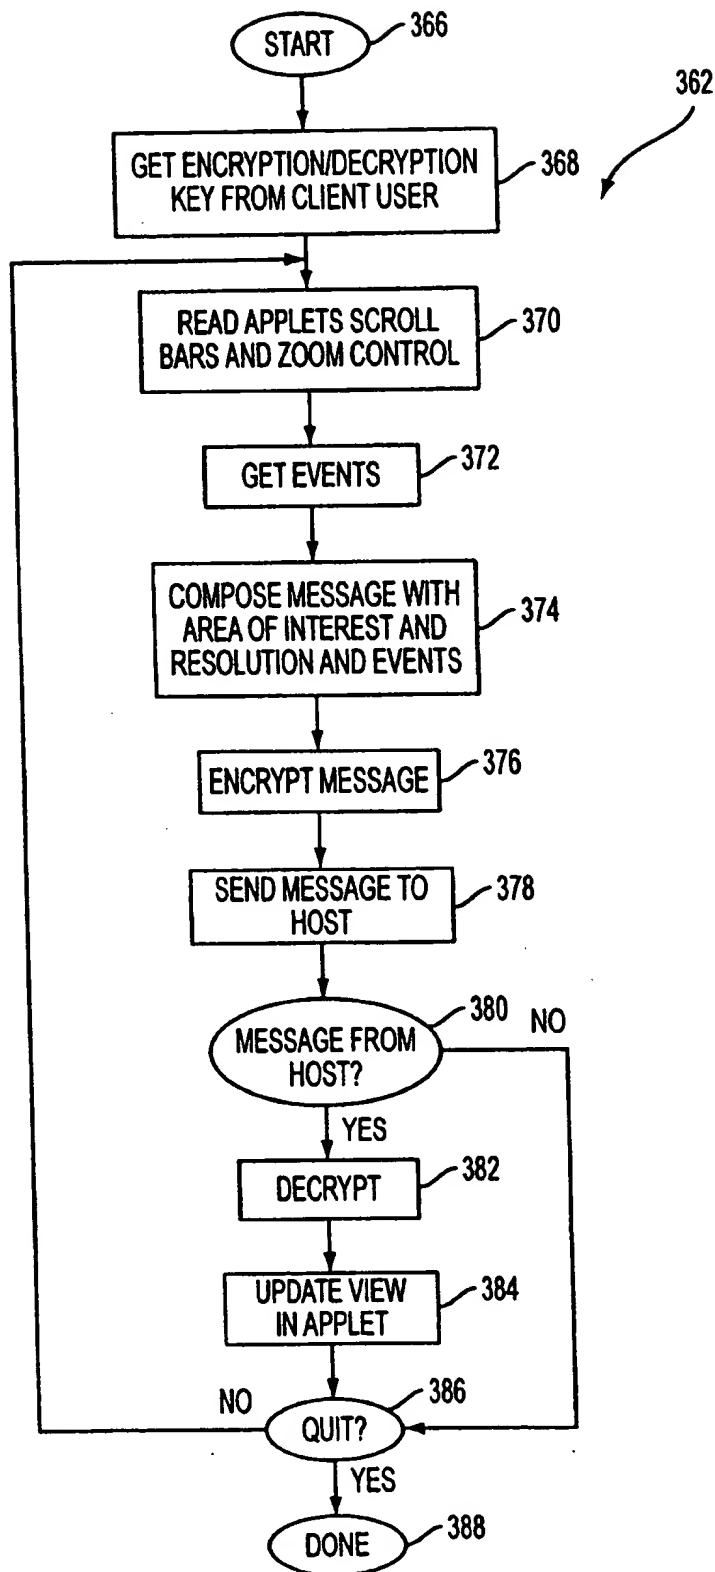 START
366
362
GET ENCRYPTION/DECRYPTION
KEY FROM CLIENT USER
368
READ APPLETS SCROLL
BARS AND ZOOM CONTROL
370
GET EVENTS
372
COMPOSE MESSAGE WITH
AREA OF INTEREST AND
RESOLUTION AND EVENTS
374
ENCRYPT MESSAGE
376
SEND MESSAGE TO
HOST
378
MESSAGE FROM
HOST?
380
NO
YES
DECRYPT
382
UPDATE VIEW
IN APPLET
384
NO
QUIT?
386
YES
DONE
388